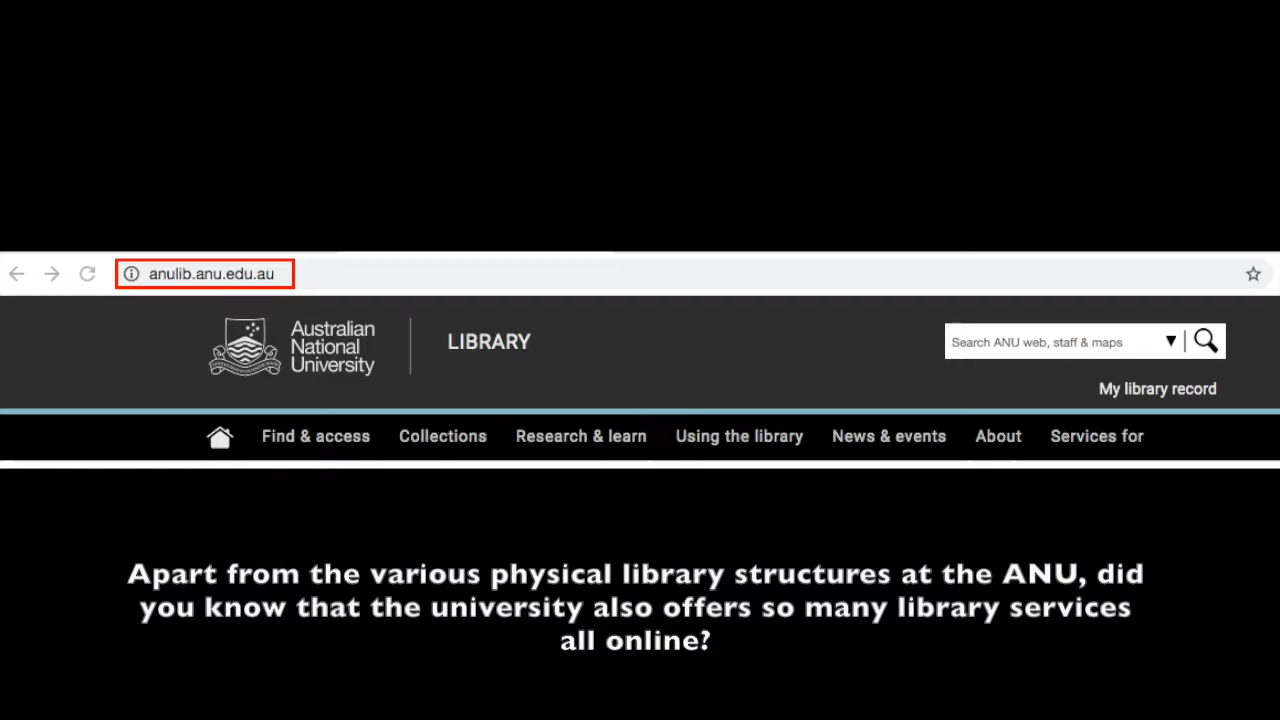 anulib.anu.edu.au
Australian
National
University
LIBRARY
Search ANU web, staff & maps
My library record
Find & access Collections Research & learn Using the library News & events About Services for
Apart from the various physical library structures at the ANU, did
you know that the university also offers so many library services
all online?